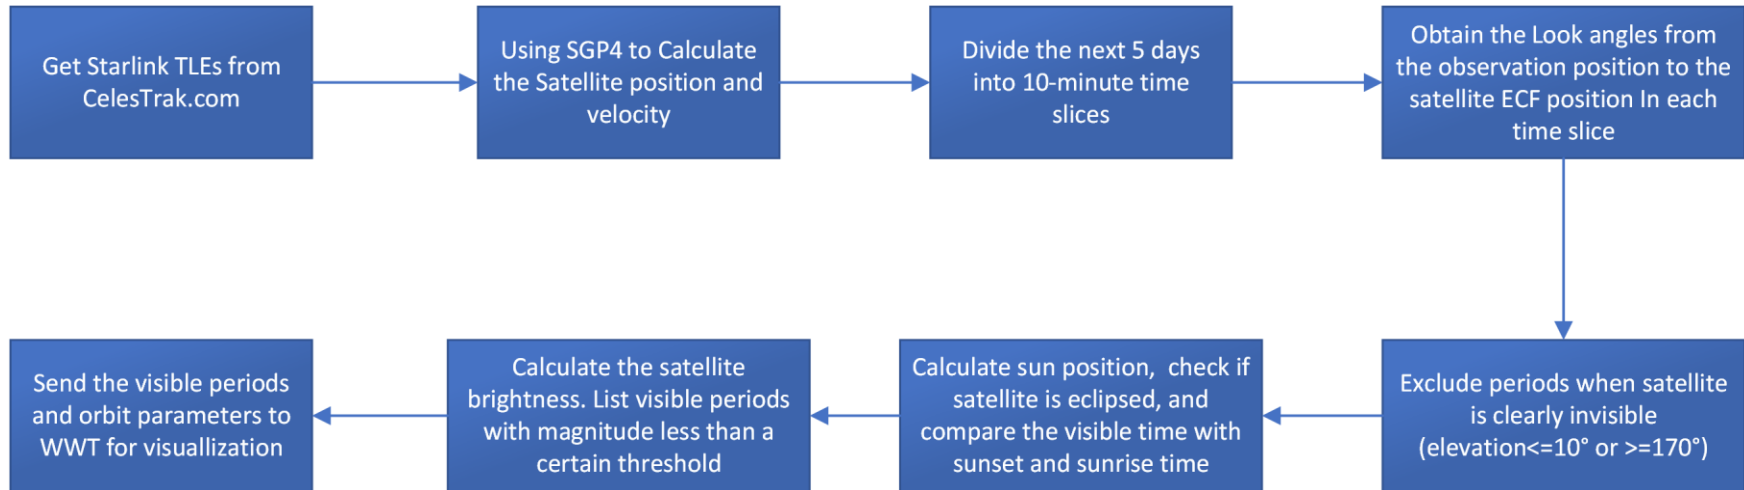 Get Starlink TLEs from
CelesTrak.com
Using SGP4 to Calculate
the Satellite position and
velocity
Divide the next 5 days
into 10-minute time
slices
Obtain the Look angles from
the observation position to the
satellite ECF position In each
time slice
Exclude periods when satellite
is clearly invisible
(elevation<=10° or >=170°)
Calculate sun position, check if
satellite is eclipsed, and
compare the visible time with
sunset and sunrise time
Calculate the satellite
brightness. List visible periods
with magnitude less than a
certain threshold
Send the visible periods
and orbit parameters to
WWT for visuallization